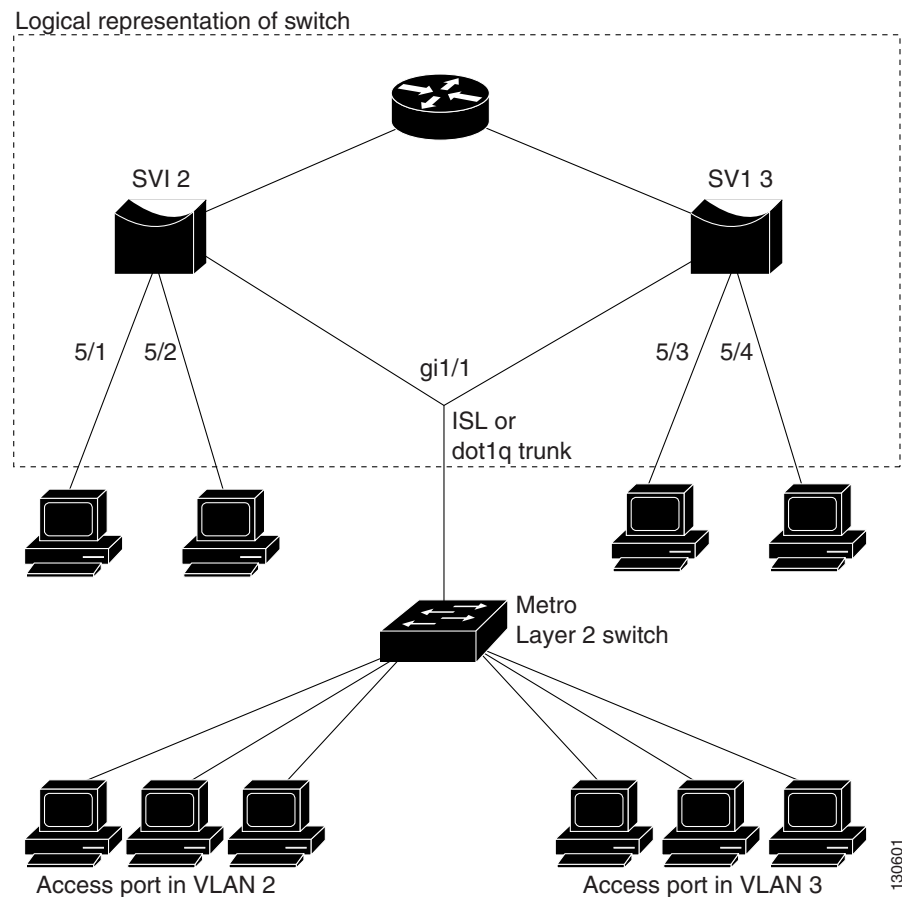 Logical representation of switch
SVI 2
SV1 3
5/1
5/2
gi1/1
5/3
5/4
ISL or
dot1q trunk
Metro
Layer 2 switch
Access port in VLAN 2
Access port in VLAN 3
130601